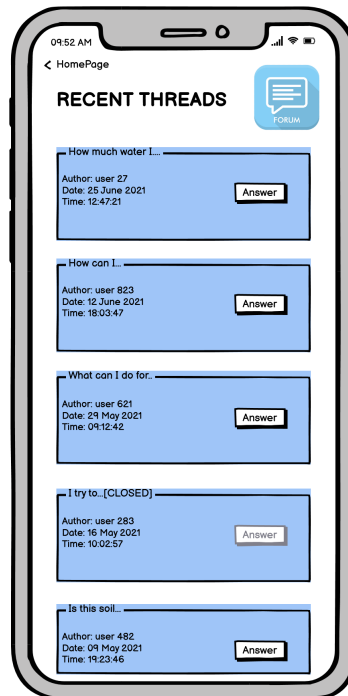 09:52 AM
< HomePage
RECENT THREADS
FORUM
How much water I....
Author: user 27
Date: 25 June 2021
Time: 12:47:21
Answer
How can I...
Author: user 823
Date: 12 June 2021
Time: 18:03:47
Answer
What can I do for..
Author: user 621
Date: 29 May 2021
Time: 09:12:42
Answer
I try to...[CLOSED]
Author: user 283
Date: 16 May 2021
Time: 10:02:57
Answer
Is this soil...
Author: user 482
Date: 09 May 2021
Time: 19:23:46
Answer